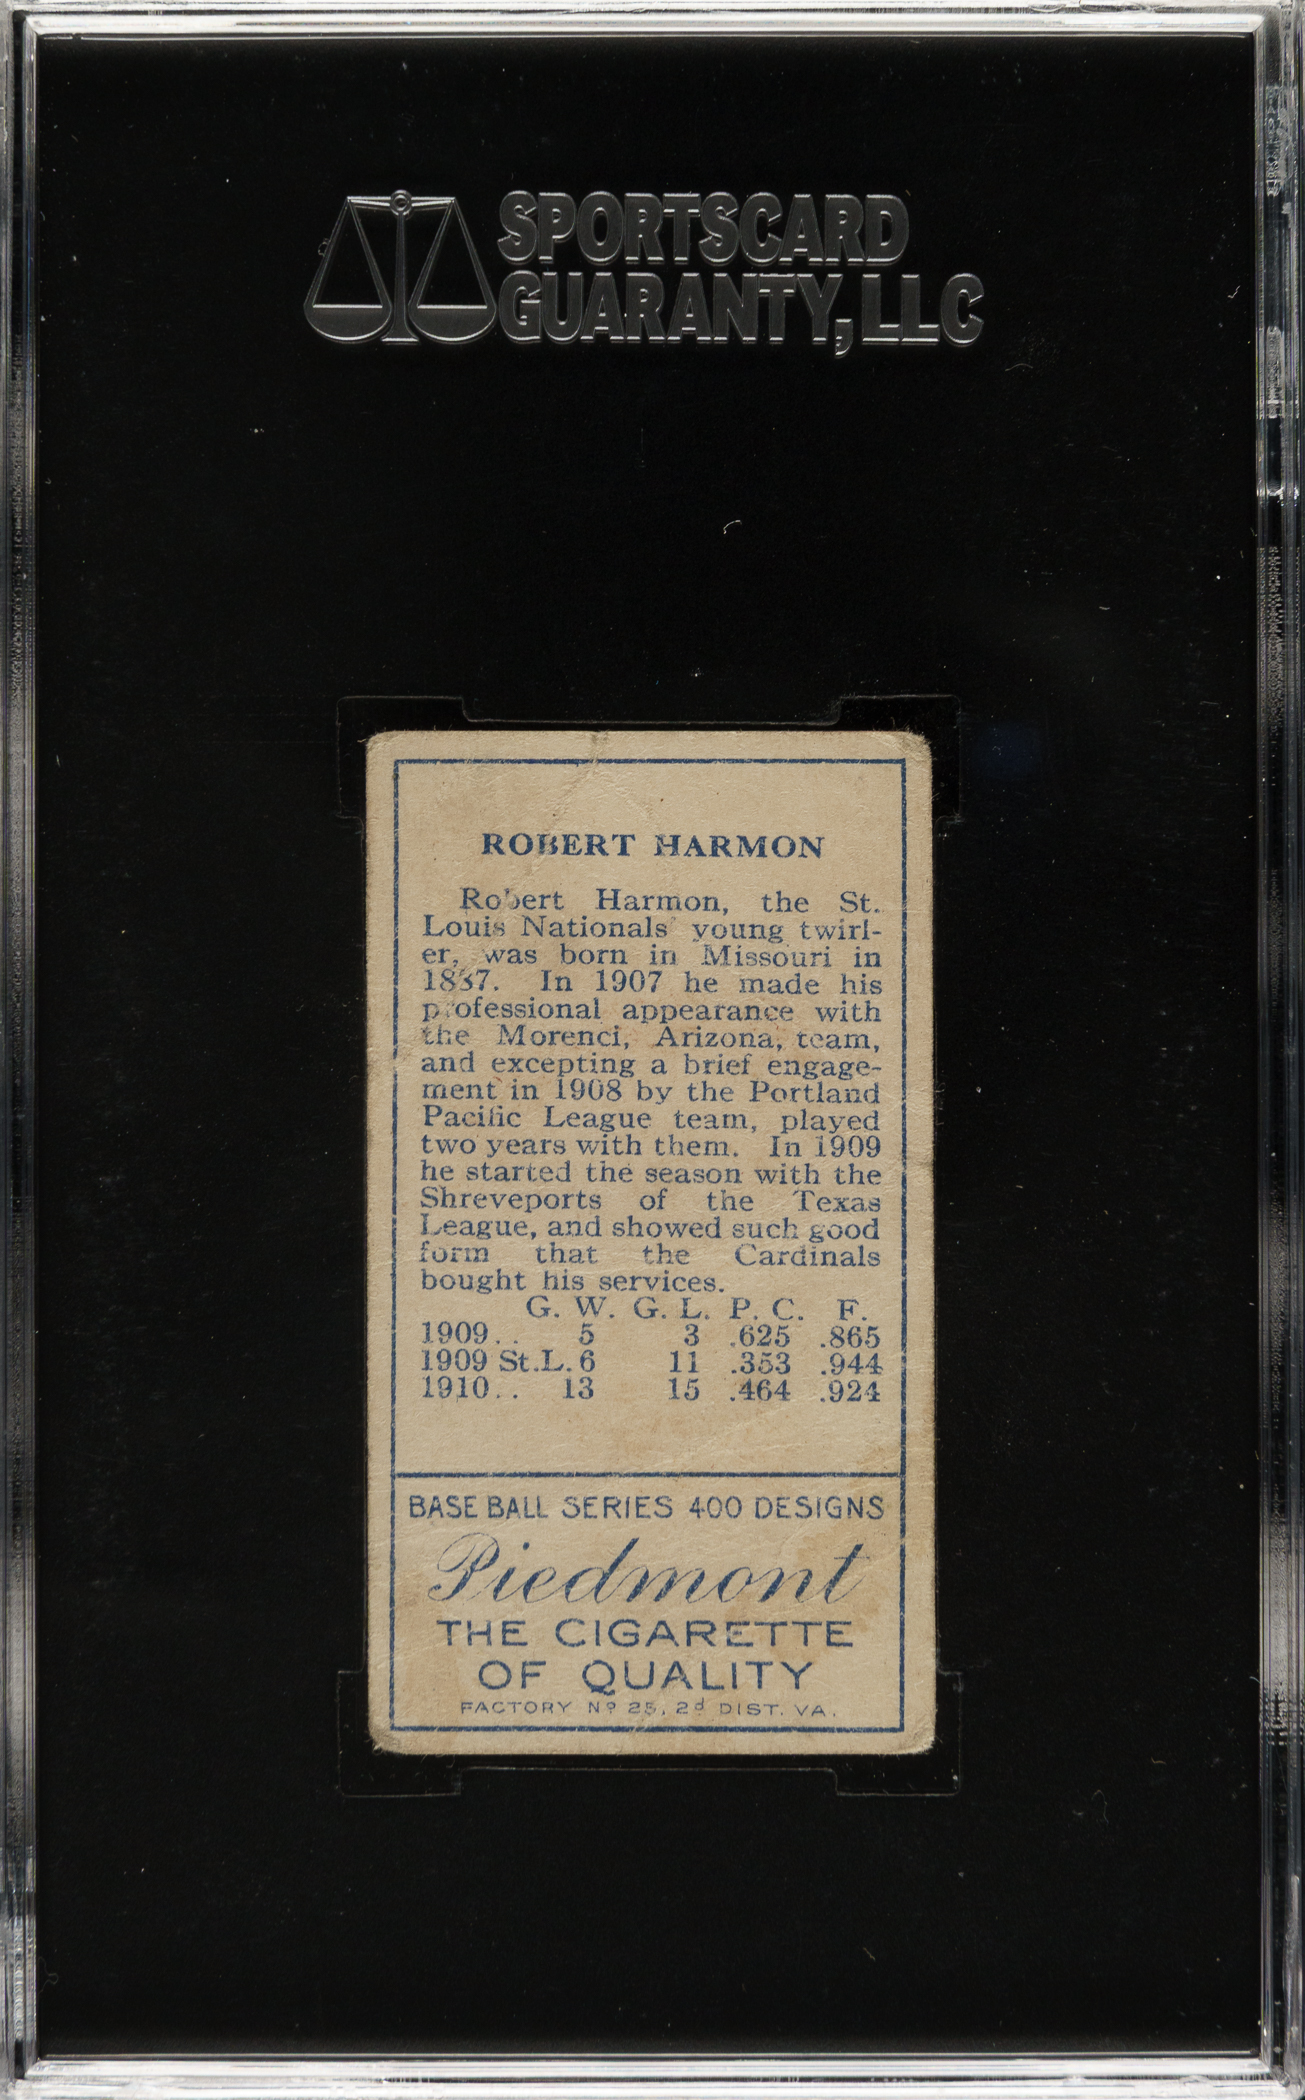 SPORTSCARD
GUARANTY, LLC
ROBERT HARMON
Robert Harmon, the St.
Louis Nationals' young twirl-
er, was born in Missouri in
1887. In 1907 he made his
professional appearance with
the Morenci, Arizona, team,
and excepting a brief engage-
ment in 1908 by the Portland
Pacific League team, played
two years with them. In 1909
he started the season with the
Shreveports of the Texas
League, and showed such good
form that the Cardinals
bought his services.
G. W. G. L. P. C. F.
1909.. 5 3 .625 .865
1909 St.L. 6 11 .353 .944
1910.. 13 15 .464 .924
BASE BALL SERIES 400 DESIGNS
Piedmont
THE CIGARETTE
OF QUALITY
FACTORY Nº 25, 2d DIST. VA.